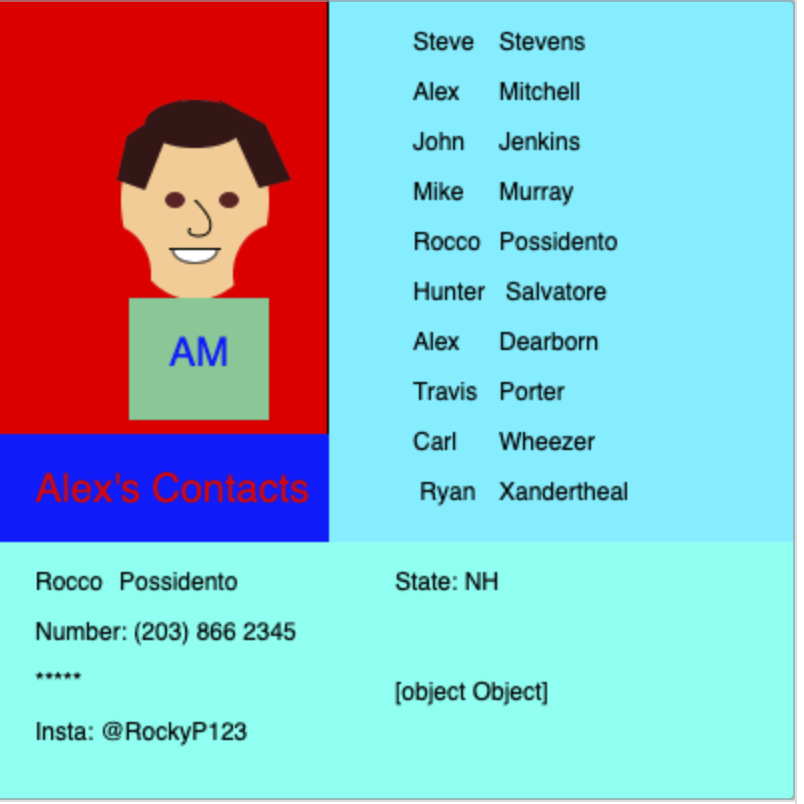 AM
Alex's Contacts
Steve Stevens
Alex Mitchell
John Jenkins
Mike Murray
Rocco Possidento
Hunter Salvatore
Alex Dearborn
Travis Porter
Carl Wheezer
Ryan Xandertheal
Rocco Possidento
Number: (203) 866 2345
*****
Insta: @RockyP123
State: NH
[object Object]